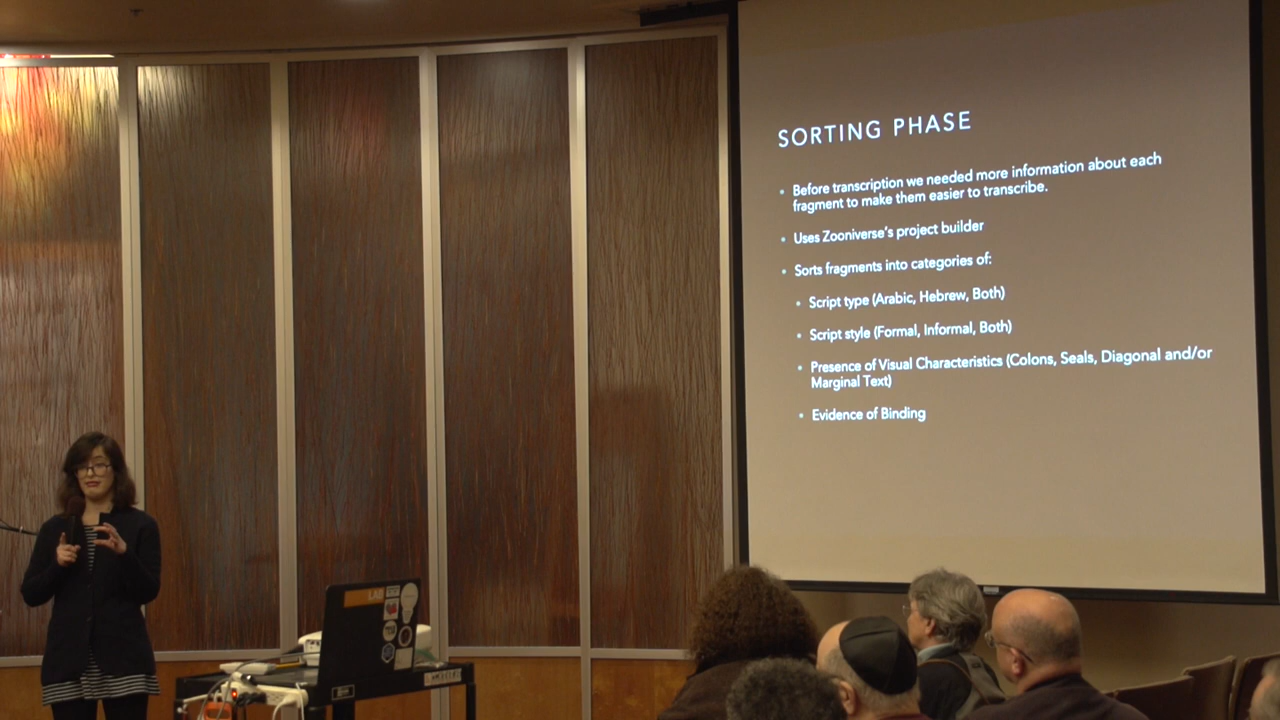 SORTING PHASE
• Before transcription we needed more information about each
fragment to make them easier to transcribe.
• Uses Zooniverse's project builder
• Sorts fragments into categories of:
• Script type (Arabic, Hebrew, Both)
• Script style (Formal, Informal, Both)
• Presence of Visual Characteristics (Colons, Seals, Diagonal and/or
Marginal Text)
• Evidence of Binding
LAB